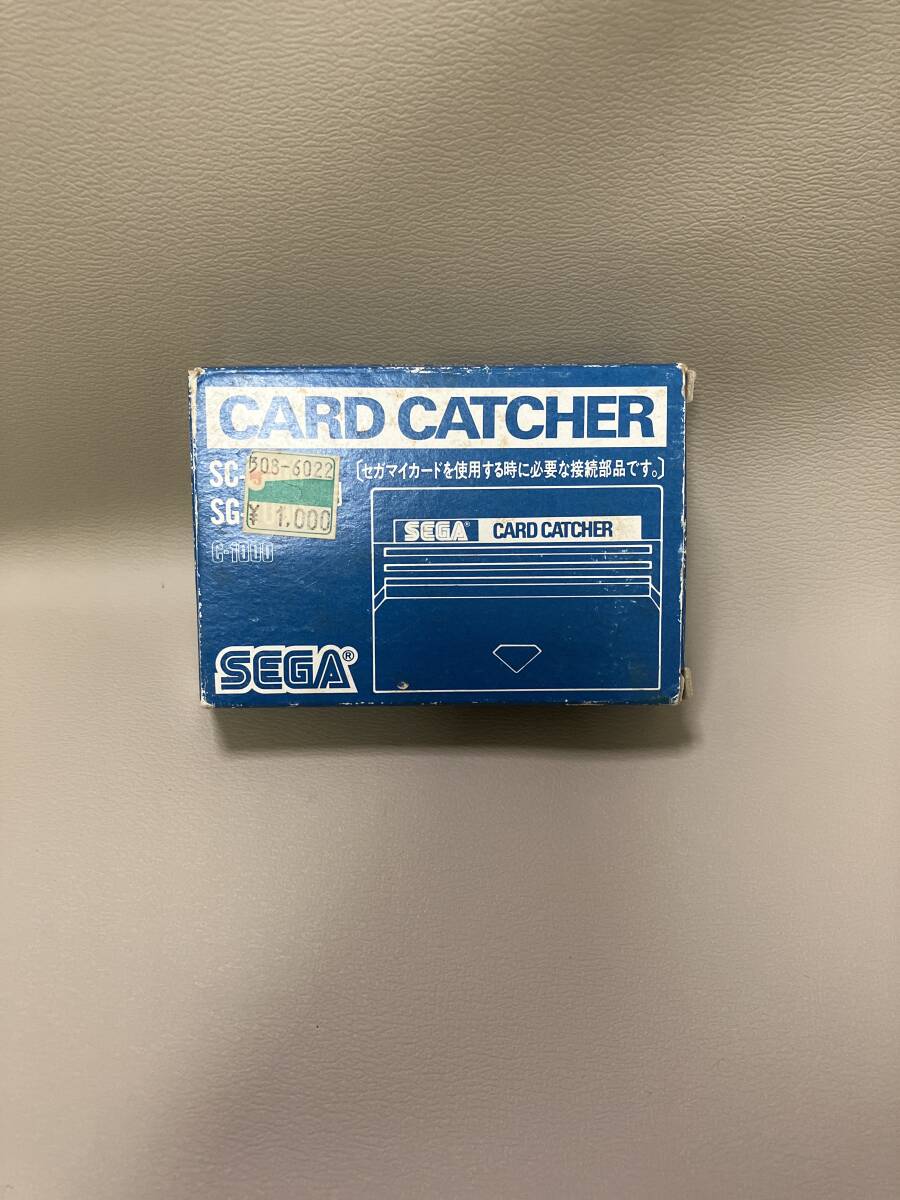 CARD CATCHER
SC-
308-6022
〔セガマイカードを使用する時に必要な接続部品です。〕
SG-
¥ 1,000
SEGA® CARD CATCHER
C-1000
SEGA®